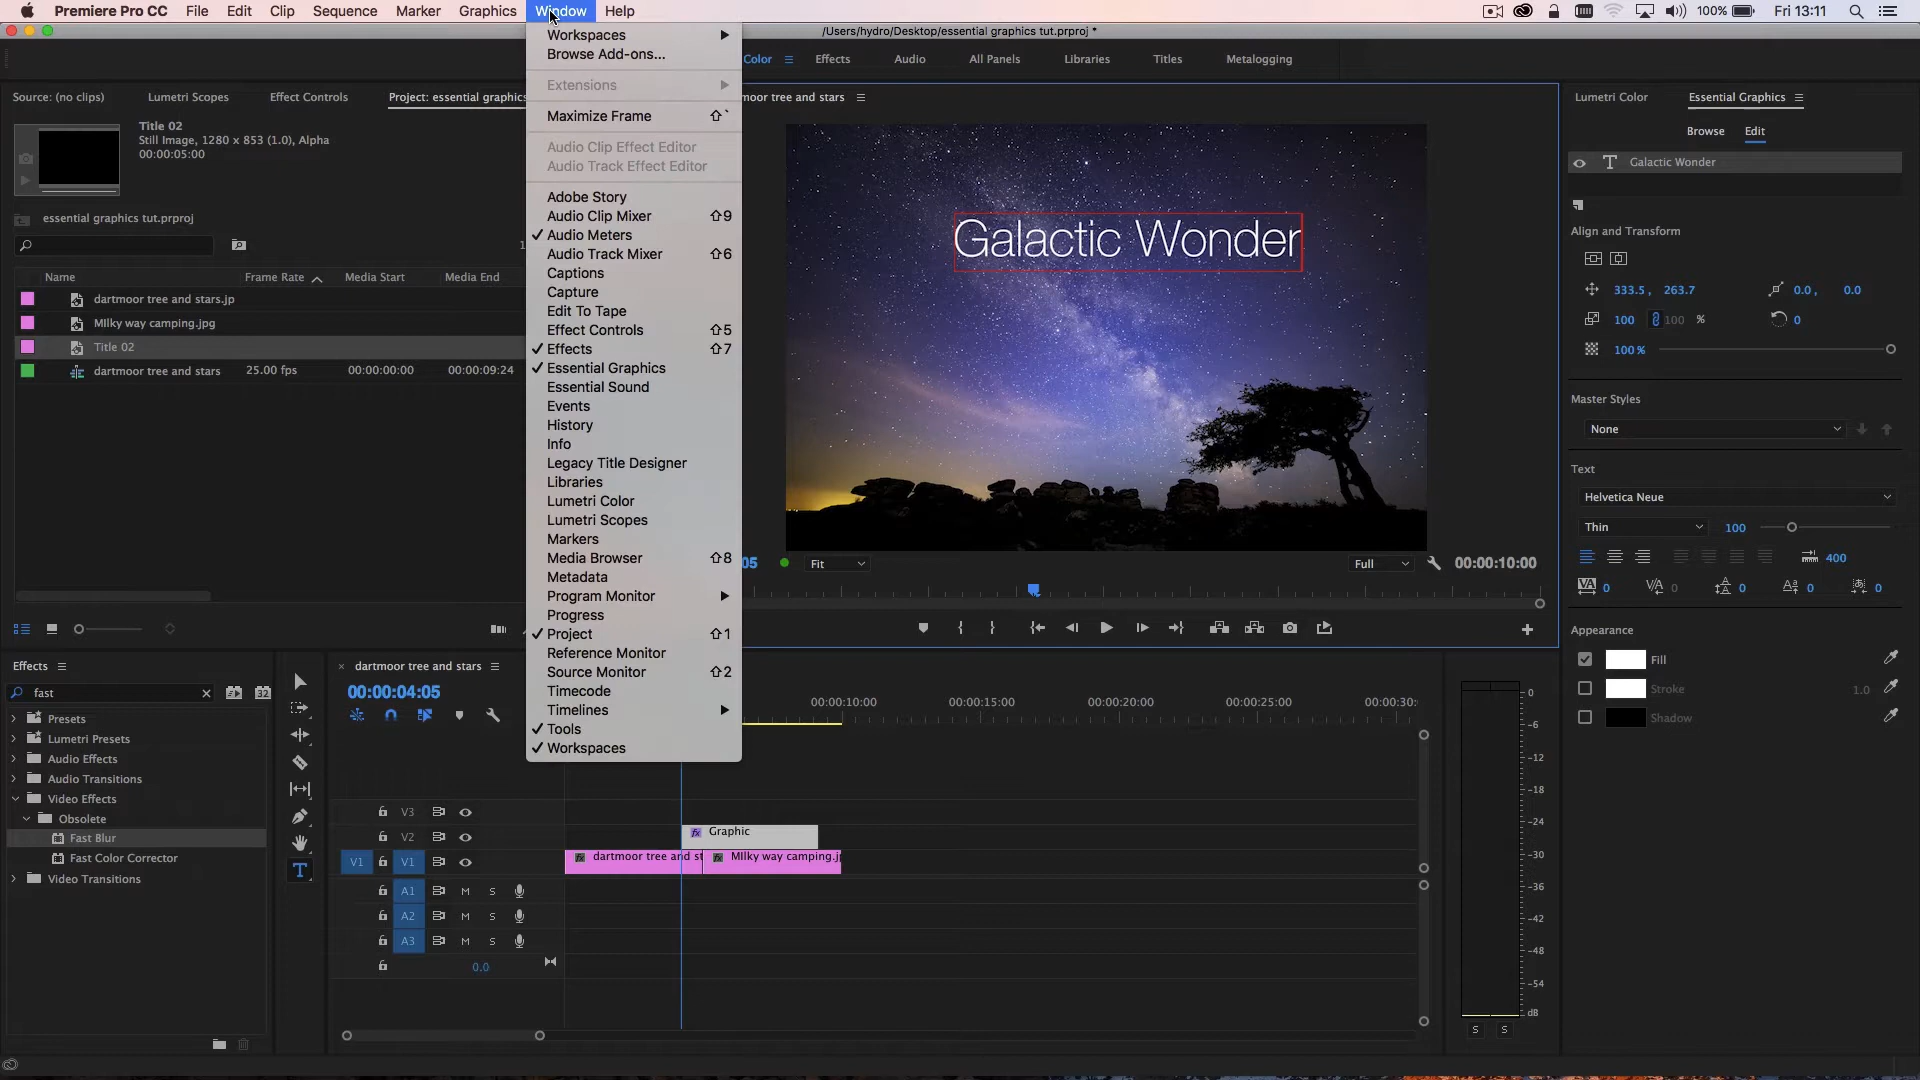 Premiere Pro CC File Edit Clip Sequence Marker Graphics Window Help 100% Fri 13:11
/Users/hydro/Desktop/essential graphics tut.prproj *
Color Effects Audio All Panels Libraries Titles Metalogging
Source: (no clips) Lumetri Scopes Effect Controls Project: essential graphics
Title 02
Still Image, 1280 x 853 (1.0), Alpha
00:00:05:00
essential graphics tut.prproj
Name Frame Rate Media Start Media End
dartmoor tree and stars.jp
MIlky way camping.jpg
Title 02
dartmoor tree and stars 25.00 fps 00:00:00:00 00:00:09:24
Workspaces
Browse Add-ons...
Extensions
Maximize Frame ⇧`
Audio Clip Effect Editor
Audio Track Effect Editor
Adobe Story
Audio Clip Mixer ⇧9
✓ Audio Meters
Audio Track Mixer ⇧6
Captions
Capture
Edit To Tape
Effect Controls ⇧5
✓ Effects ⇧7
✓ Essential Graphics
Essential Sound
Events
History
Info
Legacy Title Designer
Libraries
Lumetri Color
Lumetri Scopes
Markers
Media Browser ⇧8
Metadata
Program Monitor
Progress
✓ Project ⇧1
Reference Monitor
Source Monitor ⇧2
Timecode
Timelines
✓ Tools
✓ Workspaces
moor tree and stars
Galactic Wonder
05 Fit Full 00:00:10:00
Lumetri Color Essential Graphics
Browse Edit
Galactic Wonder
Align and Transform
333.5 , 263.7 0.0 , 0.0
100 100 % 0
100 %
Master Styles
None
Text
Helvetica Neue
Thin 100
400
0 0 0 0 0
Appearance
Fill
Stroke 1.0
Shadow
Effects
fast
Presets
Lumetri Presets
Audio Effects
Audio Transitions
Video Effects
Obsolete
Fast Blur
Fast Color Corrector
Video Transitions
dartmoor tree and stars
00:00:04:05
00:00:10:00 00:00:15:00 00:00:20:00 00:00:25:00 00:00:30:
V3
V2 Graphic
V1 V1 dartmoor tree and st MIlky way camping.j
A1 M S
A2 M S
A3 M S
0.0
0
-6
-12
-18
-24
-30
-36
-42
-48
-54
dB
S S